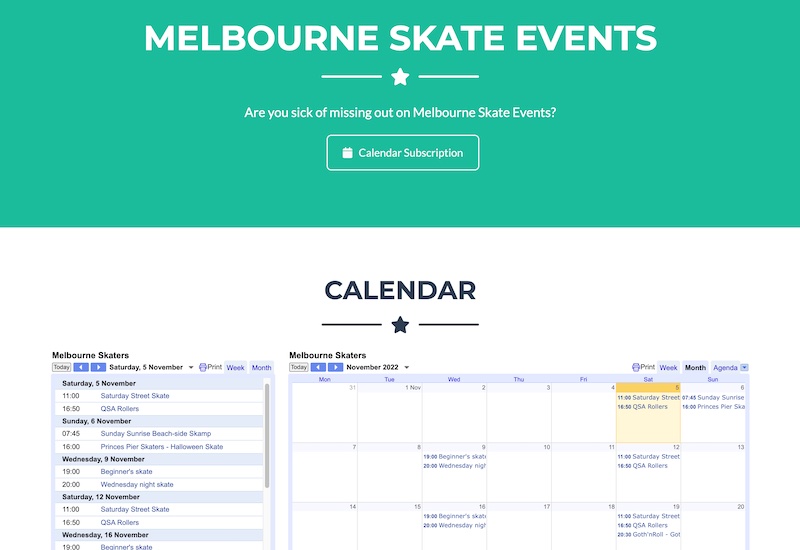 MELBOURNE SKATE EVENTS
Are you sick of missing out on Melbourne Skate Events?
Calendar Subscription
CALENDAR
Melbourne Skaters
Today Saturday, 5 November Print Week Month
Saturday, 5 November
11:00 Saturday Street Skate
16:50 QSA Rollers
Sunday, 6 November
07:45 Sunday Sunrise Beach-side Skamp
16:00 Princes Pier Skaters - Halloween Skate
Wednesday, 9 November
19:00 Beginner's skate
20:00 Wednesday night skate
Saturday, 12 November
11:00 Saturday Street Skate
16:50 QSA Rollers
Wednesday, 16 November
19:00 Beginner's skate
Melbourne Skaters
Today November 2022 Print Week Month Agenda
Mon Tue Wed Thu Fri Sat Sun
31 1 Nov 2 3 4 5 6
11:00 Saturday Street 07:45 Sunday Sunrise
16:50 QSA Rollers 16:00 Princes Pier Ska
7 8 9 10 11 12 13
19:00 Beginner's skate 11:00 Saturday Street
20:00 Wednesday nigh 16:50 QSA Rollers
14 15 16 17 18 19 20
19:00 Beginner's skate 11:00 Saturday Street
20:00 Wednesday nigh 16:50 QSA Rollers
20:30 Goth'nRoll - Got